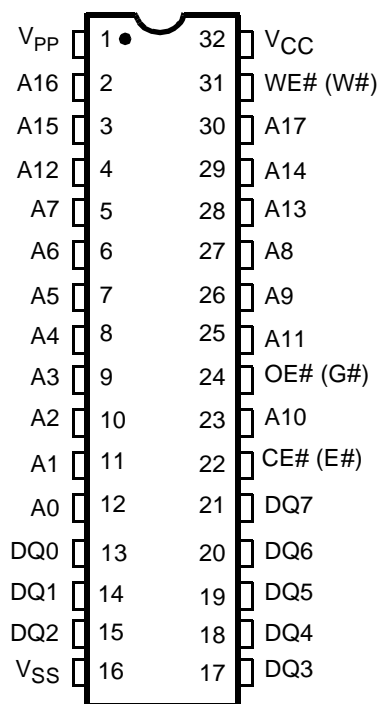 VPP 1 32 VCC
A16 2 31 WE# (W#)
A15 3 30 A17
A12 4 29 A14
A7 5 28 A13
A6 6 27 A8
A5 7 26 A9
A4 8 25 A11
A3 9 24 OE# (G#)
A2 10 23 A10
A1 11 22 CE# (E#)
A0 12 21 DQ7
DQ0 13 20 DQ6
DQ1 14 19 DQ5
DQ2 15 18 DQ4
VSS 16 17 DQ3